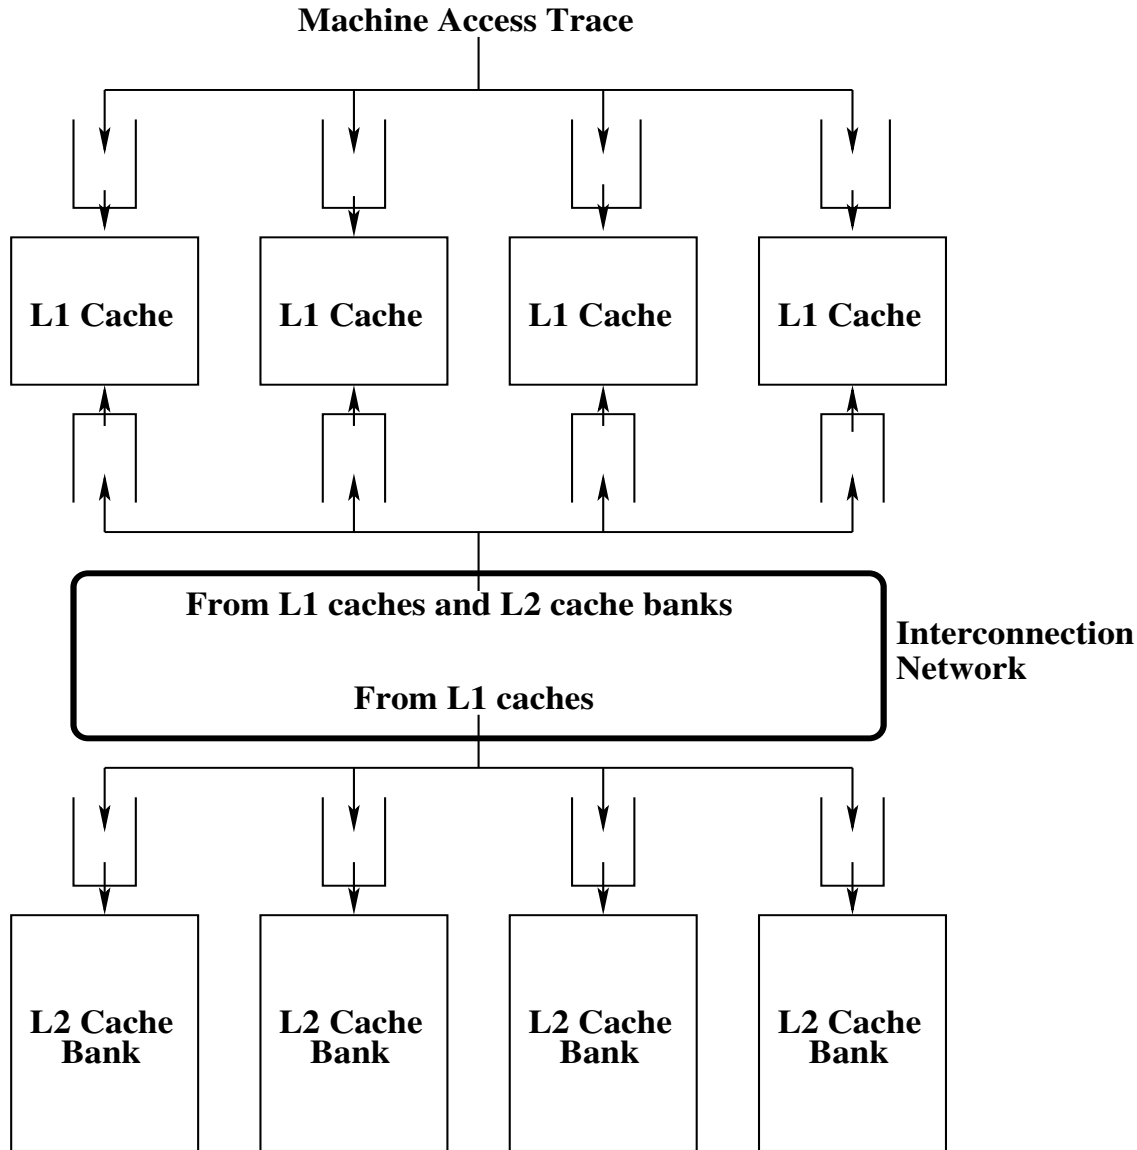 Machine Access Trace
L1 Cache
L1 Cache
L1 Cache
L1 Cache
From L1 caches and L2 cache banks
Interconnection
Network
From L1 caches
L2 Cache
Bank
L2 Cache
Bank
L2 Cache
Bank
L2 Cache
Bank